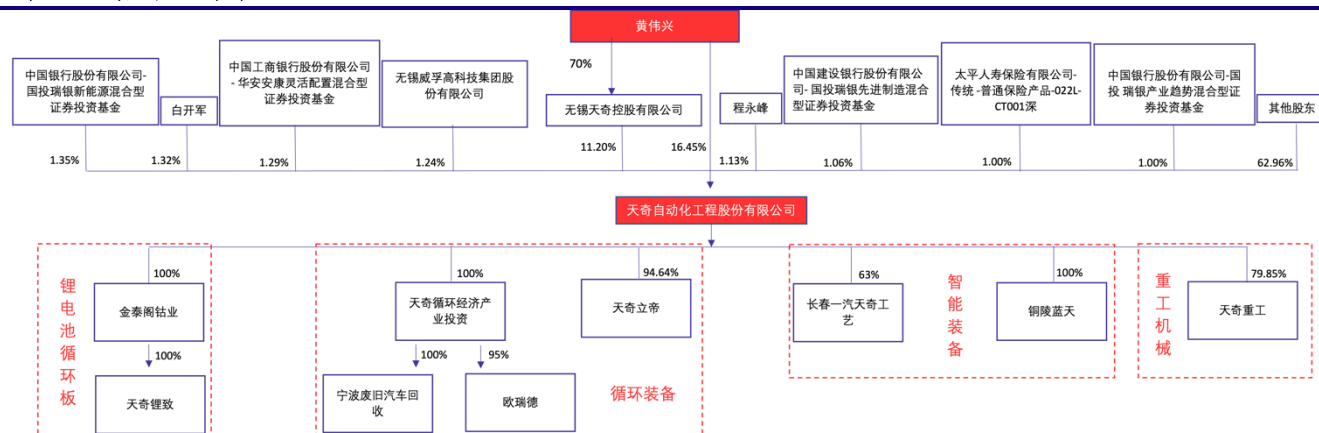 黄伟兴
70%
中国银行股份有限公司-
国投瑞银新能源混合型
证券投资基金
白开军
中国工商银行股份有限公司
- 华安安康灵活配置混合型
证券投资基金
无锡威孚高科技集团股
份有限公司
无锡天奇控股有限公司
程永峰
中国建设银行股份有限公
司- 国投瑞银先进制造混合
型证券投资基金
太平人寿保险有限公司-
传统 -普通保险产品-022L-
CT001深
中国银行股份有限公司-国
投 瑞银产业趋势混合型证
券投资基金
其他股东
1.35%
1.32%
1.29%
1.24%
11.20%
16.45%
1.13%
1.06%
1.00%
1.00%
62.96%
天奇自动化工程股份有限公司
锂电池循环板
100%
金泰阁钴业
100%
天奇锂致
100%
天奇循环经济产
业投资
100%
95%
宁波废旧汽车回
收
欧瑞德
94.64%
天奇立帝
循环装备
63%
长春一汽天奇工
艺
智能装备
100%
铜陵蓝天
重工机械
79.85%
天奇重工